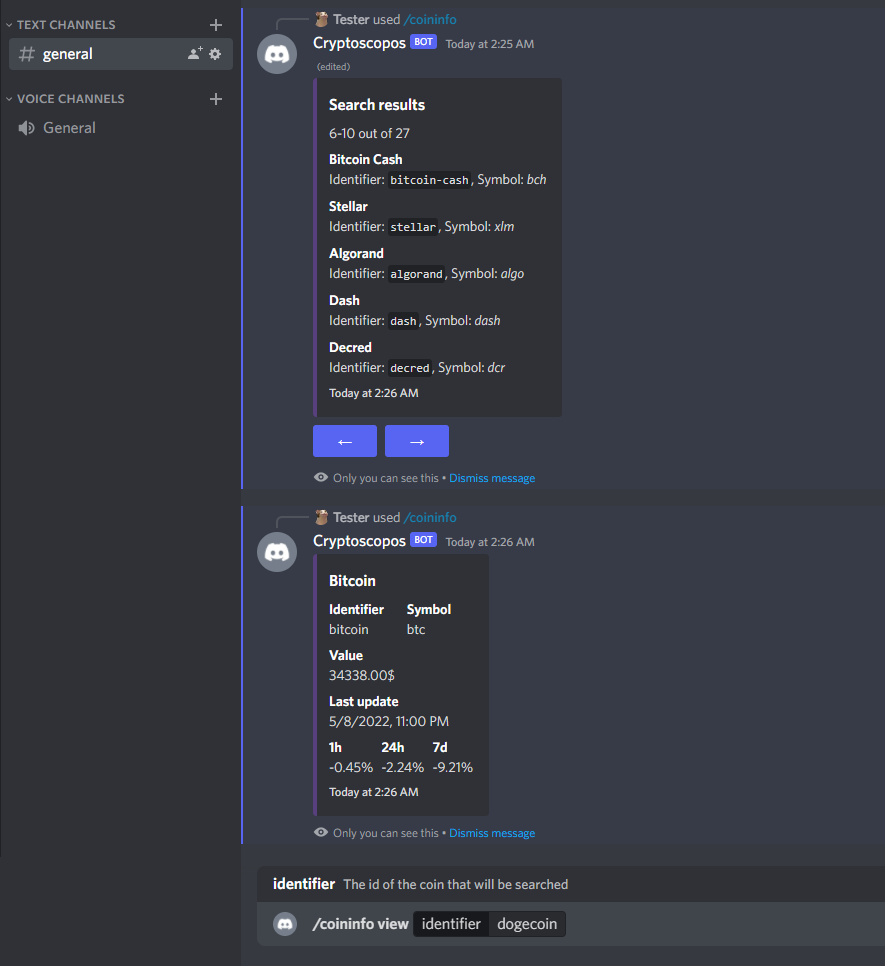 TEXT CHANNELS
# general
VOICE CHANNELS
General
Tester used /coininfo
Cryptoscopos BOT Today at 2:25 AM
(edited)
Search results
6-10 out of 27
Bitcoin Cash
Identifier: bitcoin-cash, Symbol: bch
Stellar
Identifier: stellar, Symbol: xlm
Algorand
Identifier: algorand, Symbol: algo
Dash
Identifier: dash, Symbol: dash
Decred
Identifier: decred, Symbol: dcr
Today at 2:26 AM
← →
Only you can see this • Dismiss message
Tester used /coininfo
Cryptoscopos BOT Today at 2:26 AM
Bitcoin
Identifier Symbol
bitcoin btc
Value
34338.00$
Last update
5/8/2022, 11:00 PM
1h 24h 7d
-0.45% -2.24% -9.21%
Today at 2:26 AM
Only you can see this • Dismiss message
identifier The id of the coin that will be searched
/coininfo view identifier dogecoin